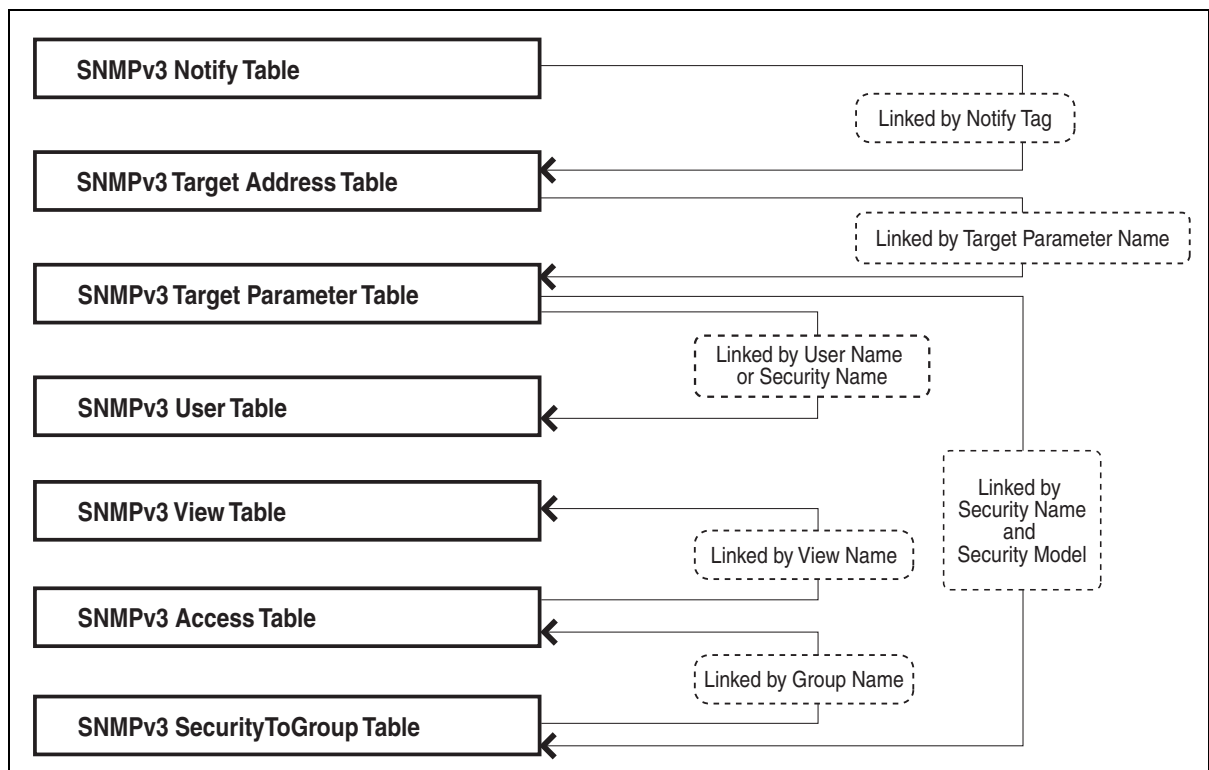 SNMPv3 Notify Table
Linked by Notify Tag
SNMPv3 Target Address Table
Linked by Target Parameter Name
SNMPv3 Target Parameter Table
Linked by User Name
or Security Name
SNMPv3 User Table
Linked by
Security Name
and
Security Model
SNMPv3 View Table
Linked by View Name
SNMPv3 Access Table
Linked by Group Name
SNMPv3 SecurityToGroup Table